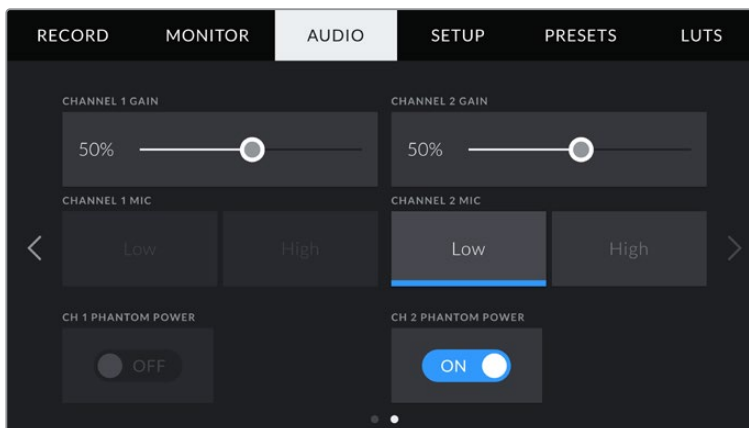 RECORD MONITOR AUDIO SETUP PRESETS LUTS
CHANNEL 1 GAIN CHANNEL 2 GAIN
50% 50%
CHANNEL 1 MIC CHANNEL 2 MIC
Low High Low High
CH 1 PHANTOM POWER CH 2 PHANTOM POWER
OFF ON